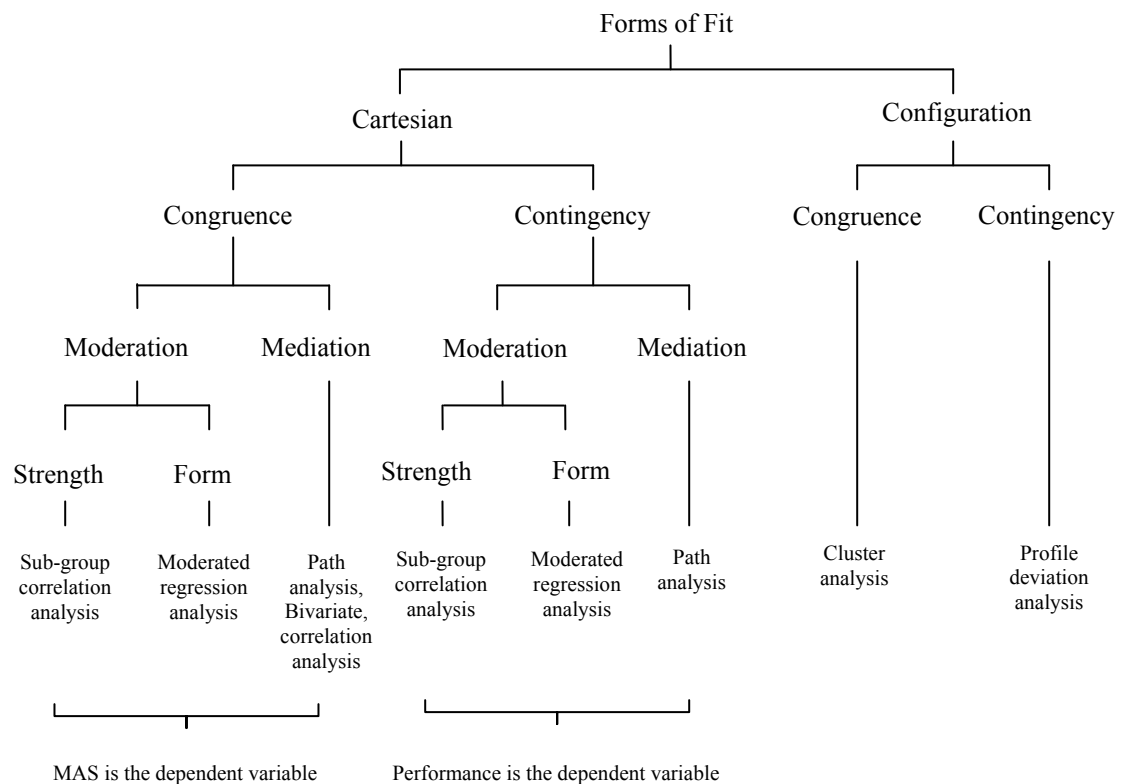 Forms of Fit
Cartesian
Configuration
Congruence
Contingency
Congruence
Contingency
Moderation
Mediation
Moderation
Mediation
Strength
Form
Strength
Form
Sub-group
correlation
analysis
Moderated
regression
analysis
Path
analysis,
Bivariate,
correlation
analysis
Sub-group
correlation
analysis
Moderated
regression
analysis
Path
analysis
Cluster
analysis
Profile
deviation
analysis
MAS is the dependent variable
Performance is the dependent variable